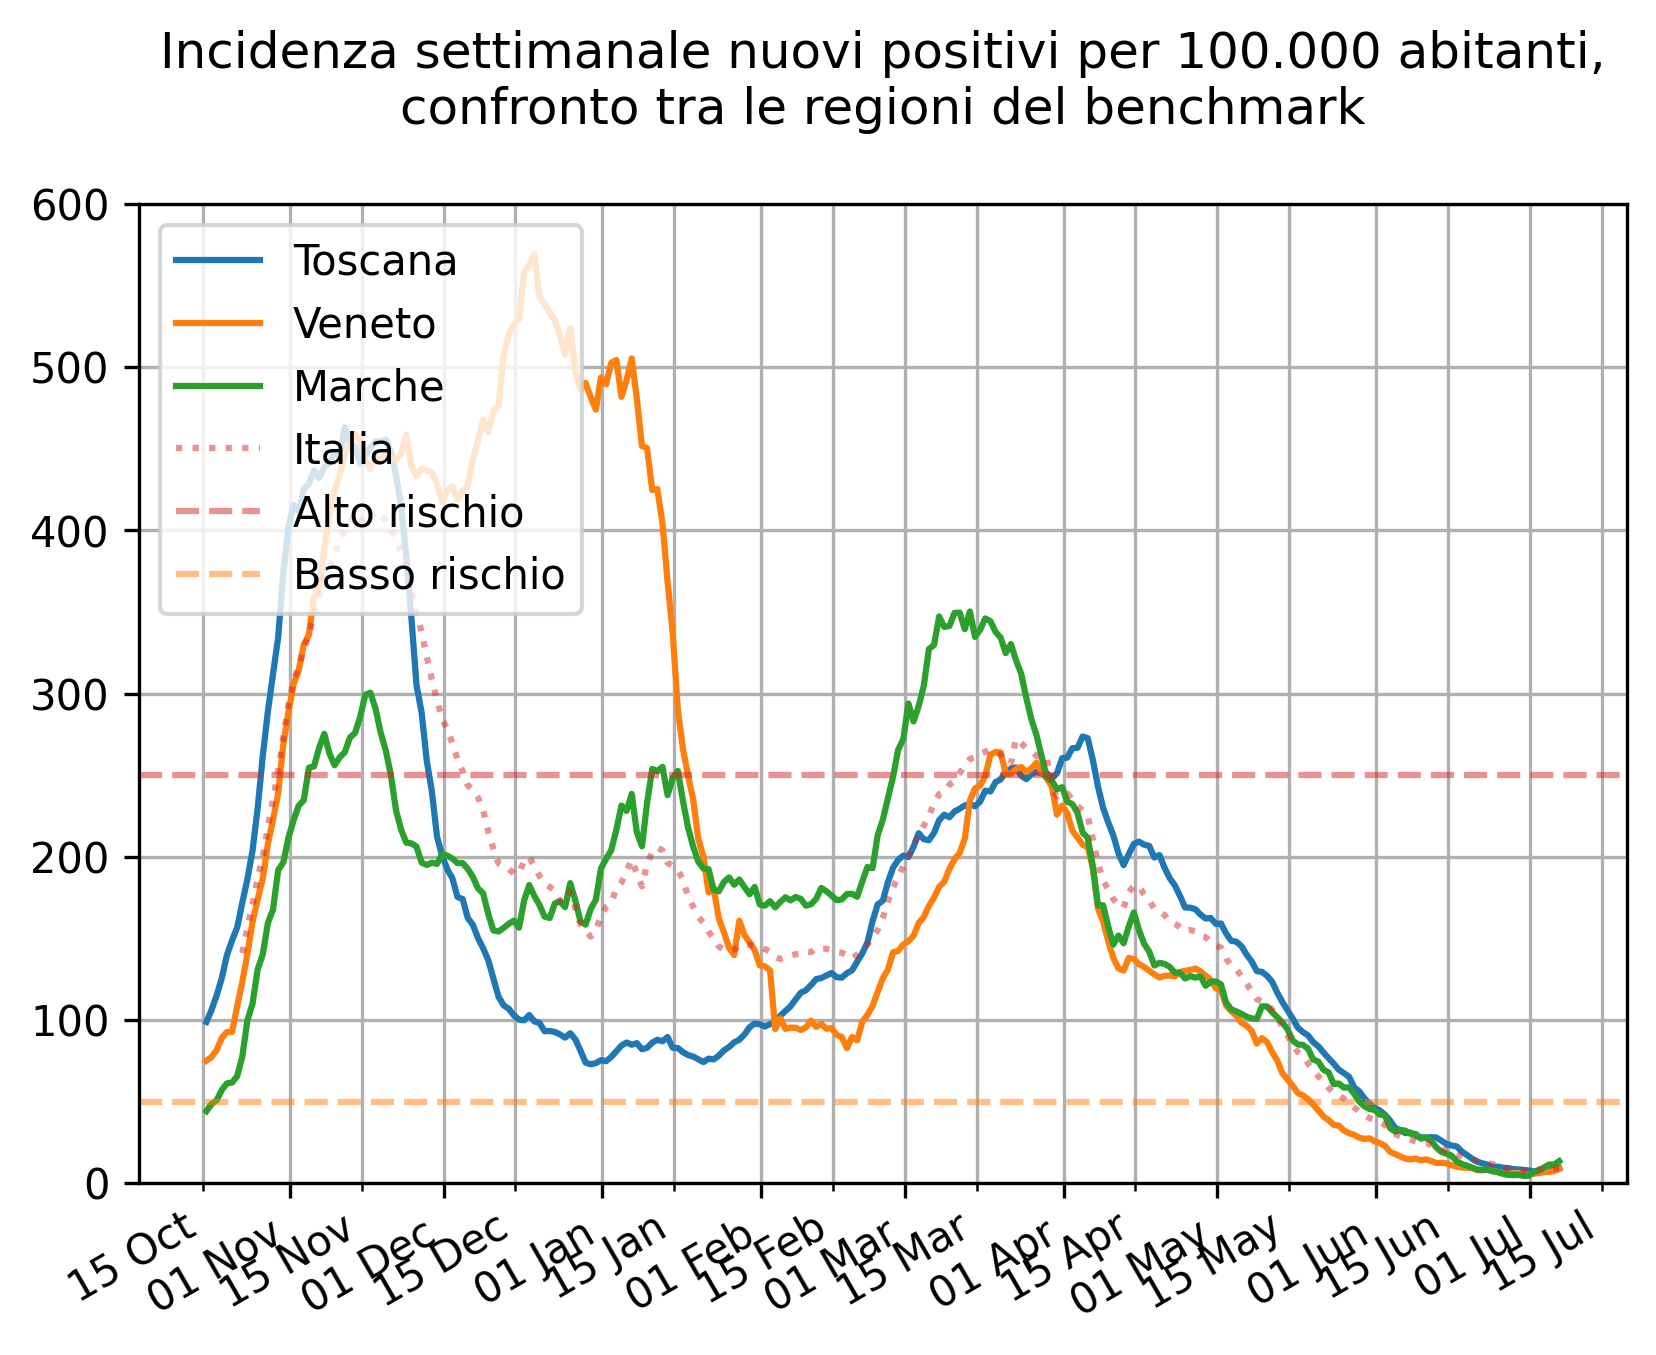 Incidenza settimanale nuovi positivi per 100.000 abitanti,
confronto tra le regioni del benchmark
600
500
400
300
200
100
0
Toscana
Veneto
Marche
Italia
Alto rischio
Basso rischio
15 Oct
01 Nov
15 Nov
01 Dec
15 Dec
01 Jan
15 Jan
01 Feb
15 Feb
01 Mar
15 Mar
01 Apr
15 Apr
01 May
15 May
01 Jun
15 Jun
01 Jul
15 Jul